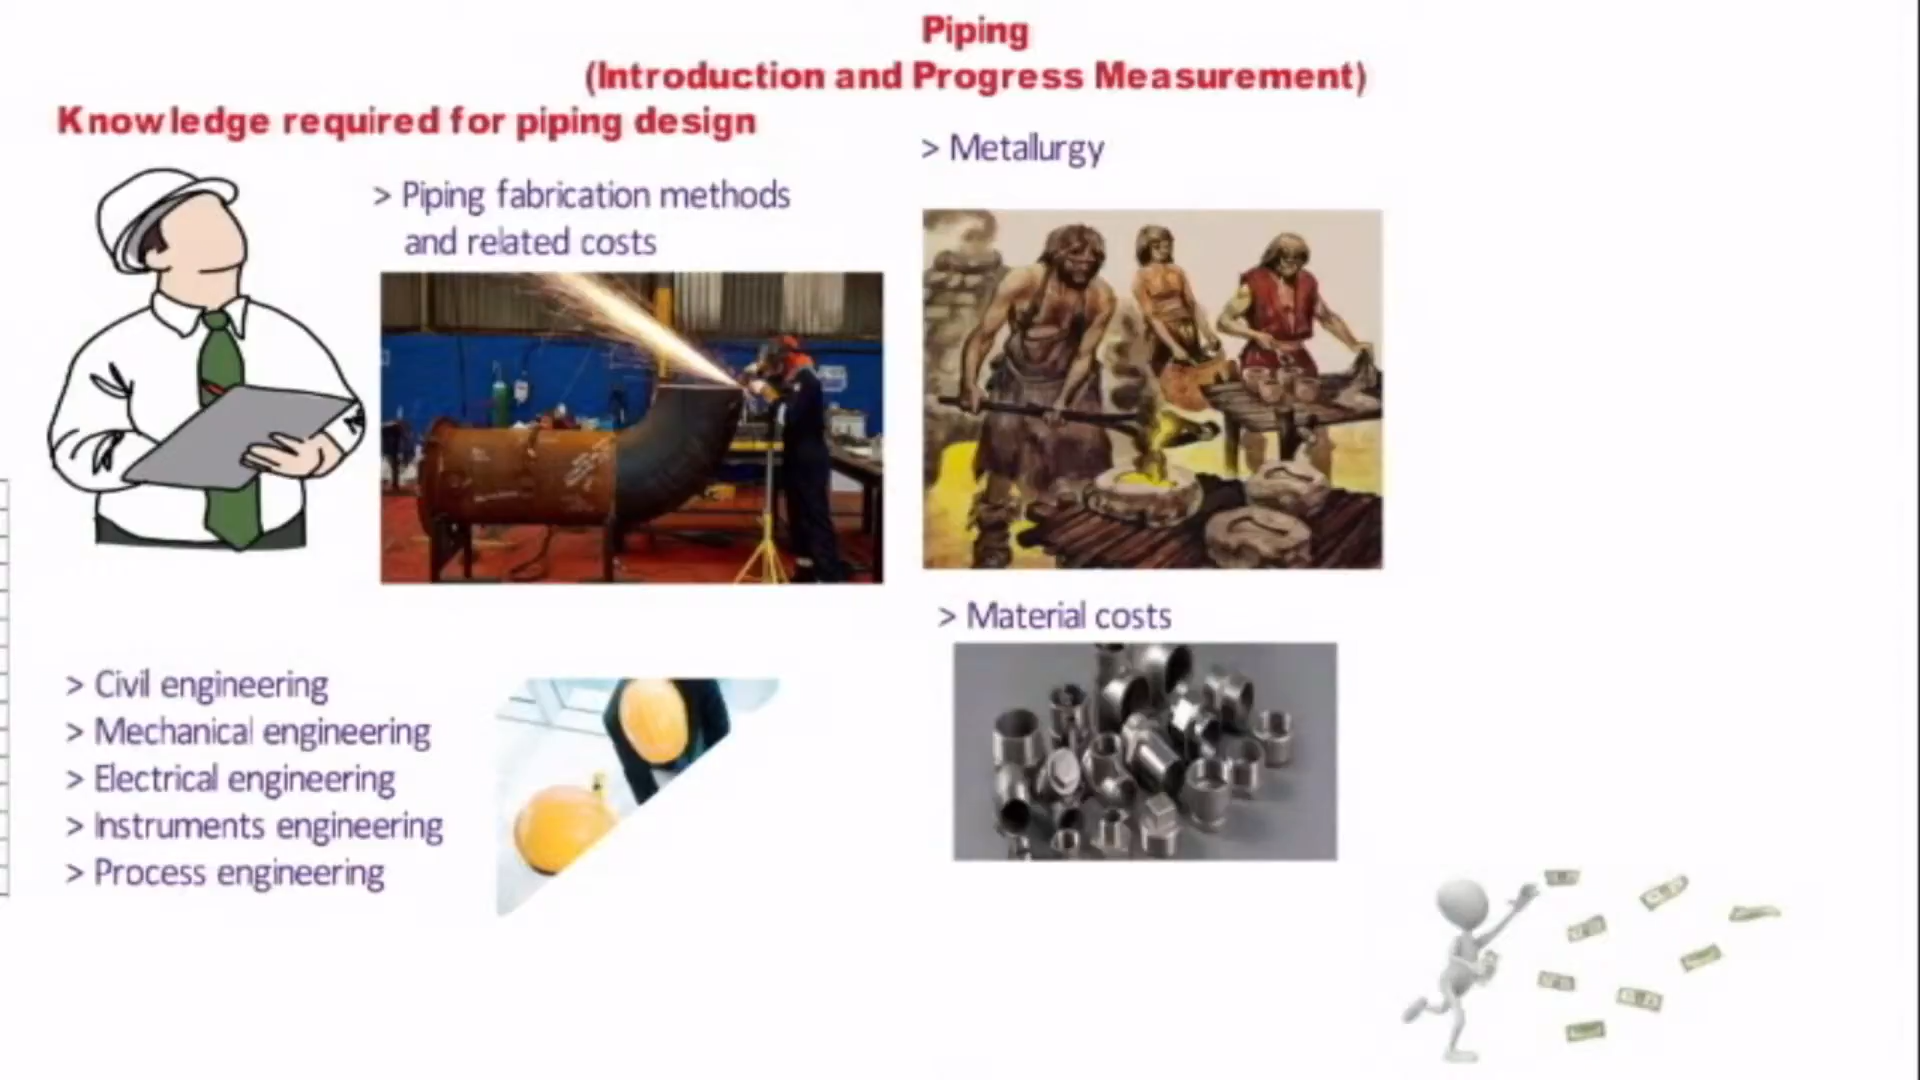 Piping
(Introduction and Progress Measurement)
Knowledge required for piping design
> Piping fabrication methods
and related costs
> Metallurgy
> Material costs
> Civil engineering
> Mechanical engineering
> Electrical engineering
> Instruments engineering
> Process engineering